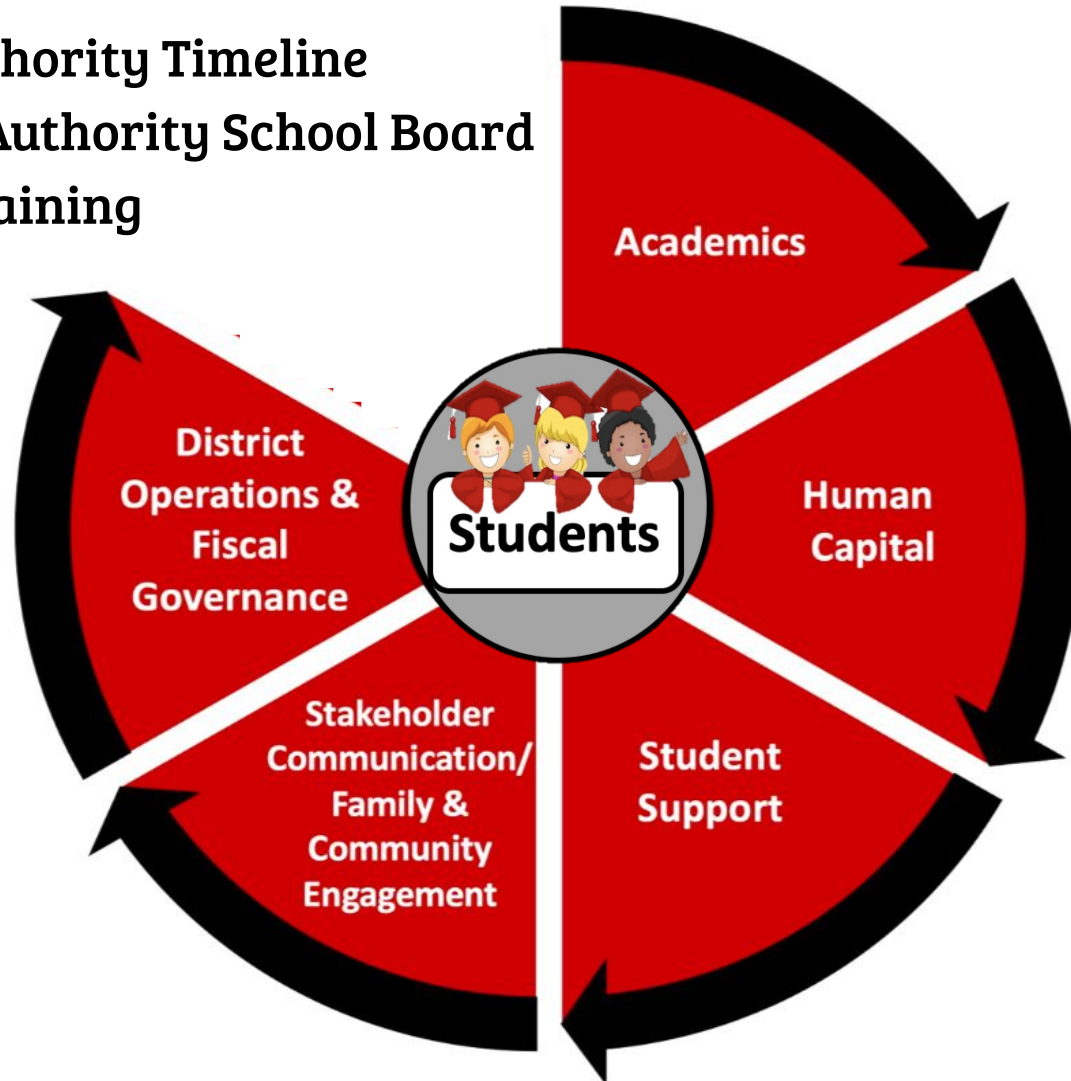 hority Timeline
Authority School Board
aining
Academics
Human
Capital
Student
Support
Stakeholder
Communication/
Family &
Community
Engagement
District
Operations &
Fiscal
Governance
Students